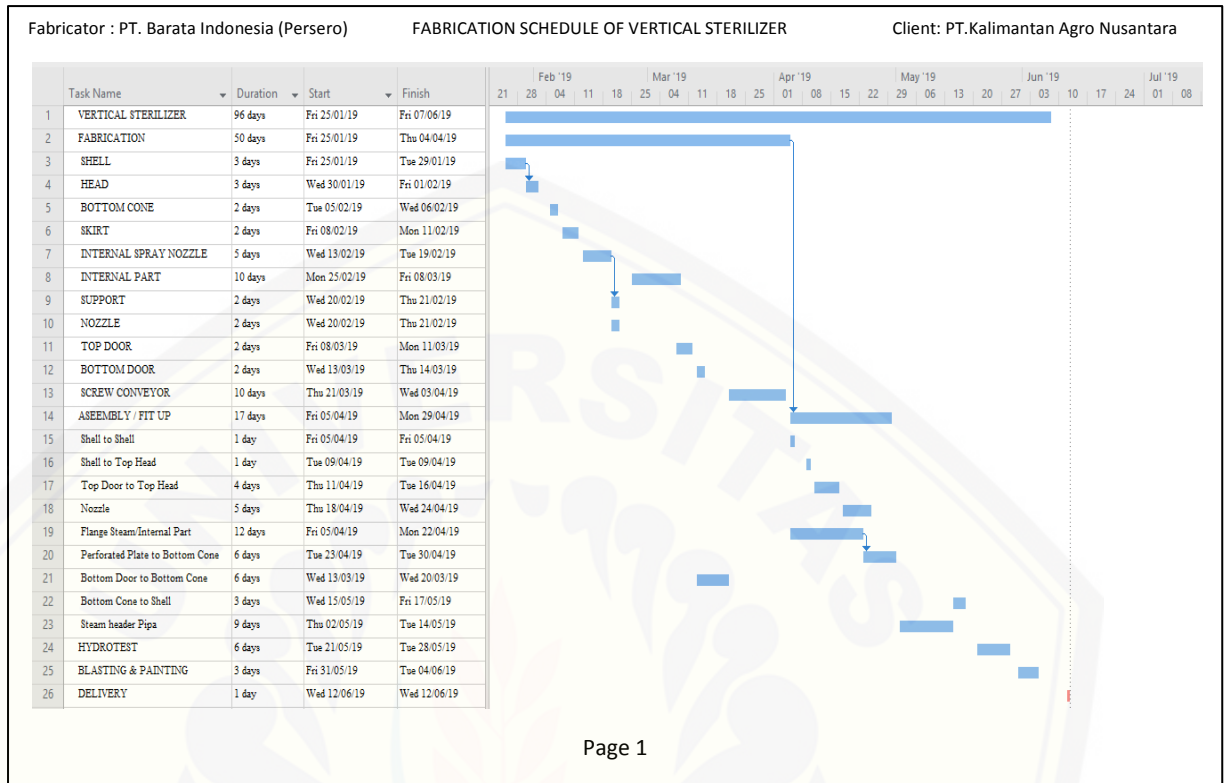 Fabricator : PT. Barata Indonesia (Persero) FABRICATION SCHEDULE OF VERTICAL STERILIZER Client: PT.Kalimantan Agro Nusantara
Feb '19 Mar '19 Apr '19 May '19 Jun '19 Jul '19
Task Name Duration Start Finish 21 28 04 11 18 25 04 11 18 25 01 08 15 22 29 06 13 20 27 03 10 17 24 01 08
1 VERTICAL STERILIZER 96 days Fri 25/01/19 Fri 07/06/19
2 FABRICATION 50 days Fri 25/01/19 Thu 04/04/19
3 SHELL 3 days Fri 25/01/19 Tue 29/01/19
4 HEAD 3 days Wed 30/01/19 Fri 01/02/19
5 BOTTOM CONE 2 days Tue 05/02/19 Wed 06/02/19
6 SKIRT 2 days Fri 08/02/19 Mon 11/02/19
7 INTERNAL SPRAY NOZZLE 5 days Wed 13/02/19 Tue 19/02/19
8 INTERNAL PART 10 days Mon 25/02/19 Fri 08/03/19
9 SUPPORT 2 days Wed 20/02/19 Thu 21/02/19
10 NOZZLE 2 days Wed 20/02/19 Thu 21/02/19
11 TOP DOOR 2 days Fri 08/03/19 Mon 11/03/19
12 BOTTOM DOOR 2 days Wed 13/03/19 Thu 14/03/19
13 SCREW CONVEYOR 10 days Thu 21/03/19 Wed 03/04/19
14 ASEEMBLY / FIT UP 17 days Fri 05/04/19 Mon 29/04/19
15 Shell to Shell 1 day Fri 05/04/19 Fri 05/04/19
16 Shell to Top Head 1 day Tue 09/04/19 Tue 09/04/19
17 Top Door to Top Head 4 days Thu 11/04/19 Tue 16/04/19
18 Nozzle 5 days Thu 18/04/19 Wed 24/04/19
19 Flange Steam/Internal Part 12 days Fri 05/04/19 Mon 22/04/19
20 Perforated Plate to Bottom Cone 6 days Tue 23/04/19 Tue 30/04/19
21 Bottom Door to Bottom Cone 6 days Wed 13/03/19 Wed 20/03/19
22 Bottom Cone to Shell 3 days Wed 15/05/19 Fri 17/05/19
23 Steam header Pipa 9 days Thu 02/05/19 Tue 14/05/19
24 HYDROTEST 6 days Tue 21/05/19 Tue 28/05/19
25 BLASTING & PAINTING 3 days Fri 31/05/19 Tue 04/06/19
26 DELIVERY 1 day Wed 12/06/19 Wed 12/06/19
UNIVERSITAS
Page 1